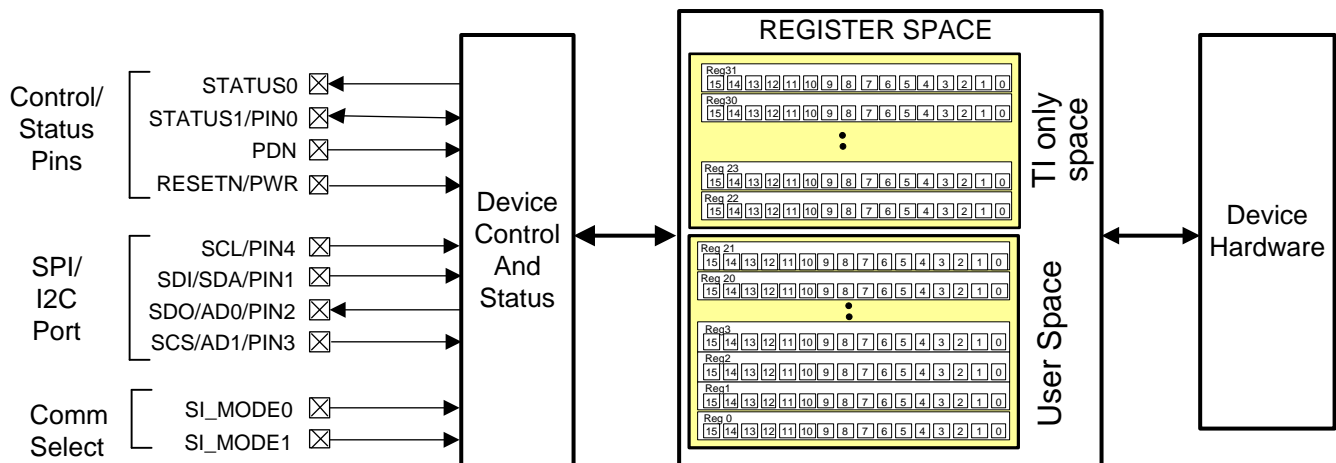 REGISTER SPACE
Control/
Status
Pins
STATUS0
STATUS1/PIN0
PDN
RESETN/PWR
SPI/
I2C
Port
SCL/PIN4
SDI/SDA/PIN1
SDO/AD0/PIN2
SCS/AD1/PIN3
Comm
Select
SI_MODE0
SI_MODE1
Device
Control
And
Status
Reg31
15 14 13 12 11 10 9 8 7 6 5 4 3 2 1 0
Reg30
15 14 13 12 11 10 9 8 7 6 5 4 3 2 1 0
Reg 23
15 14 13 12 11 10 9 8 7 6 5 4 3 2 1 0
Reg 22
15 14 13 12 11 10 9 8 7 6 5 4 3 2 1 0
TI only
space
Reg 21
15 14 13 12 11 10 9 8 7 6 5 4 3 2 1 0
Reg 20
15 14 13 12 11 10 9 8 7 6 5 4 3 2 1 0
Reg3
15 14 13 12 11 10 9 8 7 6 5 4 3 2 1 0
Reg2
15 14 13 12 11 10 9 8 7 6 5 4 3 2 1 0
Reg1
15 14 13 12 11 10 9 8 7 6 5 4 3 2 1 0
Reg 0
15 14 13 12 11 10 9 8 7 6 5 4 3 2 1 0
User Space
Device
Hardware